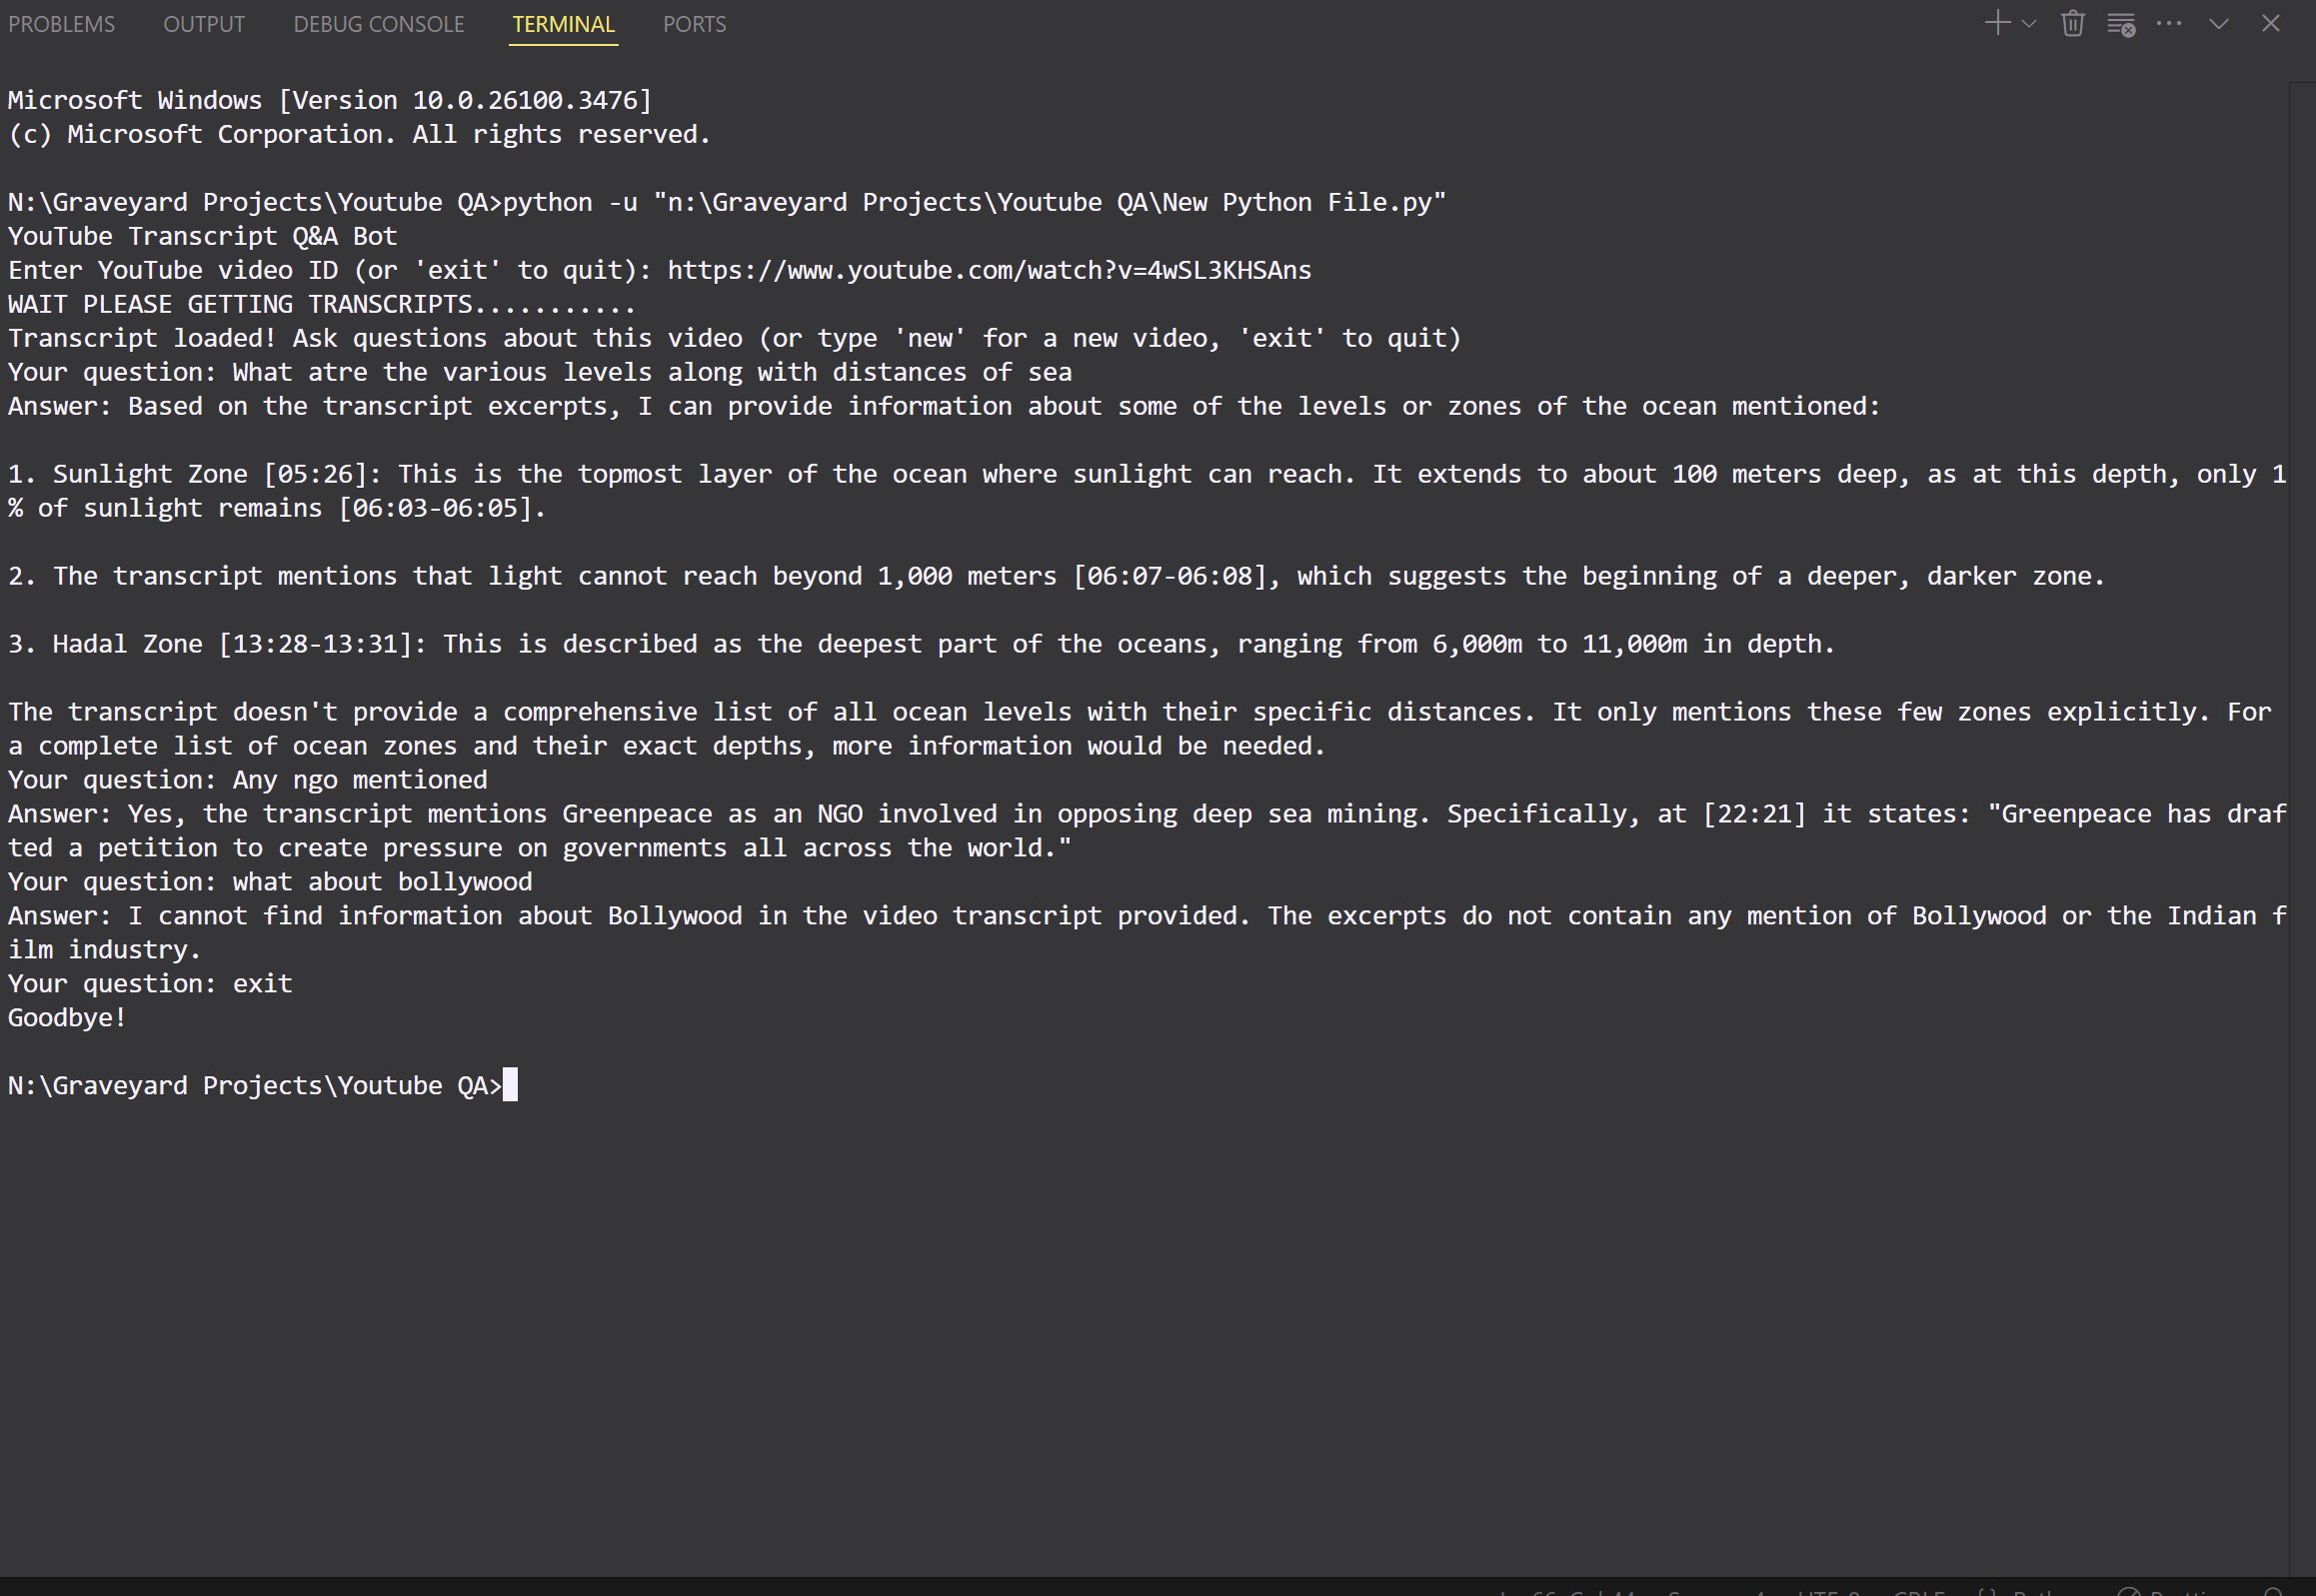 PROBLEMS OUTPUT DEBUG CONSOLE TERMINAL PORTS
Microsoft Windows [Version 10.0.26100.3476]
(c) Microsoft Corporation. All rights reserved.
N:\Graveyard Projects\Youtube QA>python -u "n:\Graveyard Projects\Youtube QA\New Python File.py"
YouTube Transcript Q&A Bot
Enter YouTube video ID (or 'exit' to quit): https://www.youtube.com/watch?v=4wSL3KHSAns
WAIT PLEASE GETTING TRANSCRIPTS...........
Transcript loaded! Ask questions about this video (or type 'new' for a new video, 'exit' to quit)
Your question: What atre the various levels along with distances of sea
Answer: Based on the transcript excerpts, I can provide information about some of the levels or zones of the ocean mentioned:
1. Sunlight Zone [05:26]: This is the topmost layer of the ocean where sunlight can reach. It extends to about 100 meters deep, as at this depth, only 1
% of sunlight remains [06:03-06:05].
2. The transcript mentions that light cannot reach beyond 1,000 meters [06:07-06:08], which suggests the beginning of a deeper, darker zone.
3. Hadal Zone [13:28-13:31]: This is described as the deepest part of the oceans, ranging from 6,000m to 11,000m in depth.
The transcript doesn't provide a comprehensive list of all ocean levels with their specific distances. It only mentions these few zones explicitly. For
a complete list of ocean zones and their exact depths, more information would be needed.
Your question: Any ngo mentioned
Answer: Yes, the transcript mentions Greenpeace as an NGO involved in opposing deep sea mining. Specifically, at [22:21] it states: "Greenpeace has draf
ted a petition to create pressure on governments all across the world."
Your question: what about bollywood
Answer: I cannot find information about Bollywood in the video transcript provided. The excerpts do not contain any mention of Bollywood or the Indian f
ilm industry.
Your question: exit
Goodbye!
N:\Graveyard Projects\Youtube QA>